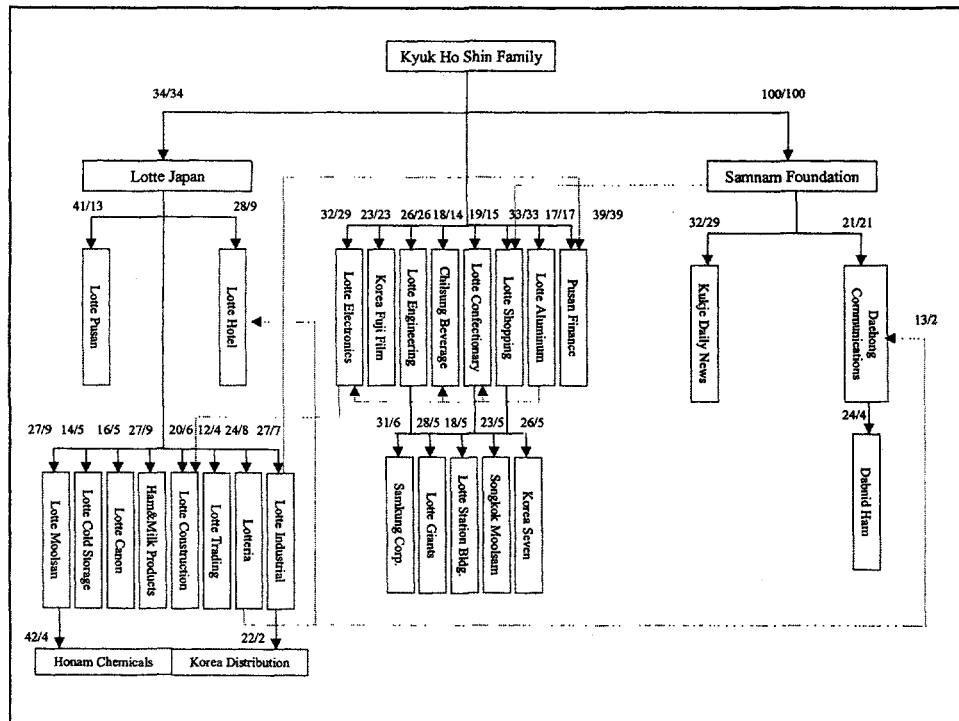 Kyuk Ho Shin Family
34/34
100/100
Lotte Japan
Samnam Foundation
41/13
28/9
32/29
23/23
26/26
18/14
19/15
33/33
17/17
39/39
32/29
21/21
Lotte Pusan
Lotte Hotel
Lotte Electronics
Korea Fuji Film
Lotte Engineering
Chilsung Beverage
Lotte Confectionary
Lotte Shopping
Lotte Aluminum
Pusan Finance
Kukje Daily News
Daebong
Communications
13/2
27/9
14/5
16/5
27/9
20/6
12/4
24/8
27/7
31/6
28/5
18/5
23/5
26/5
24/4
Lotte Moolsan
Lotte Cold Storage
Lotte Canon
Ham&Milk Products
Lotte Construction
Lotte Trading
Lotteria
Lotte Industrial
Samkung Corp.
Lotte Giants
Lotte Station Bldg.
Songkok Moolsam
Korea Seven
Dabnid Ham
42/4
22/2
Honam Chemicals
Korea Distribution